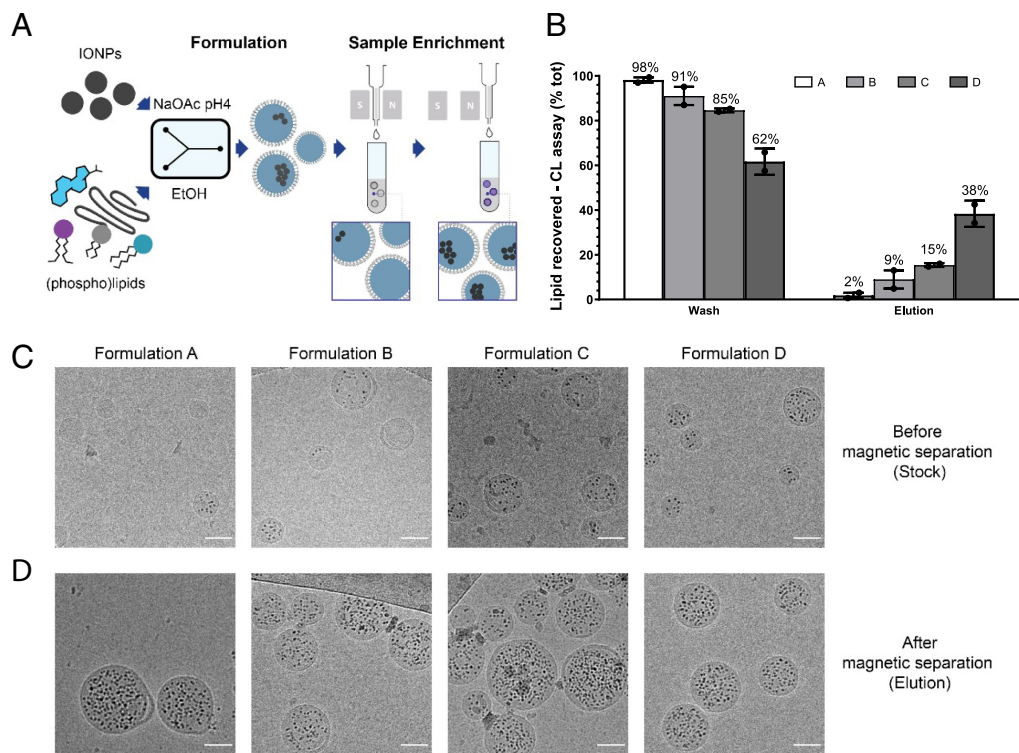 A
Formulation
Sample Enrichment
IONPs
NaOAc pH4
EtOH
(phospho)lipids
S
N
S
N
B
Lipid recovered - CL assay (% tot)
100
80
60
40
20
0
98%
91%
85%
62%
2%
9%
15%
38%
A
B
C
D
Wash
Elution
C
Formulation A
Formulation B
Formulation C
Formulation D
Before
magnetic separation
(Stock)
D
After
magnetic separation
(Elution)